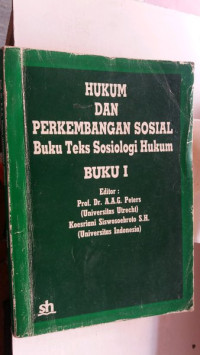 HUKUM
DAN
PERKEMBANGAN SOSIAL
Buku Teks Sosiologi Hukum
BUKU I
Editor :
Prof. Dr. A.A.G. Peters
(Universitas Utrecht)
Koesriani Siswosoebroto S.H.
(Universitas Indonesia)
sh